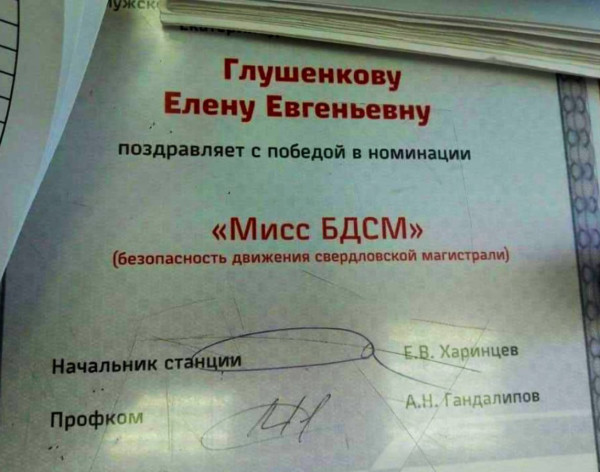 Глушенкову
Елену Евгеньевну
поздравляет с победой в номинации
«Мисс БДСМ»
(безопасность движения свердловской магистрали)
Начальник станции Е.В. Харинцев
Профком А.Н. Гандалипов